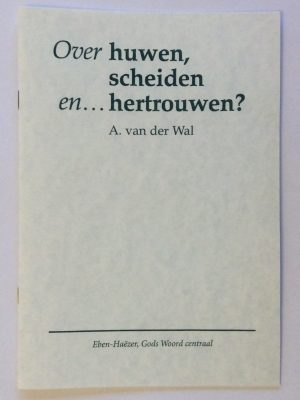 Over huwen,
scheiden
en... hertrouwen?
A. van der Wal
Eben-Haëzer, Gods Woord centraal